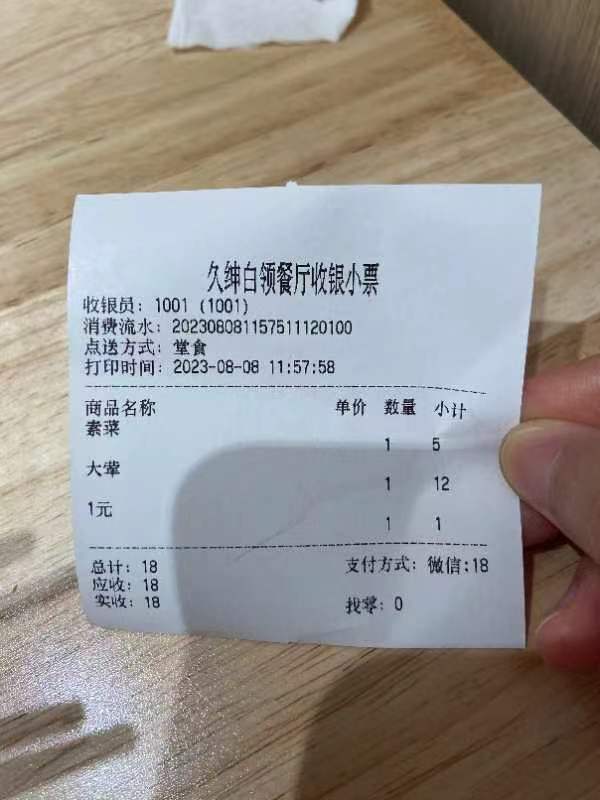 久绅白领餐厅收银小票
收银员: 1001 (1001)
消费流水: 202308081157511120100
点送方式: 堂食
打印时间: 2023-08-08 11:57:58
商品名称 单价 数量 小计
素菜
1 5
大荤
1 12
1元
1 1
总计: 18 支付方式: 微信:18
应收: 18
实收: 18 找零: 0